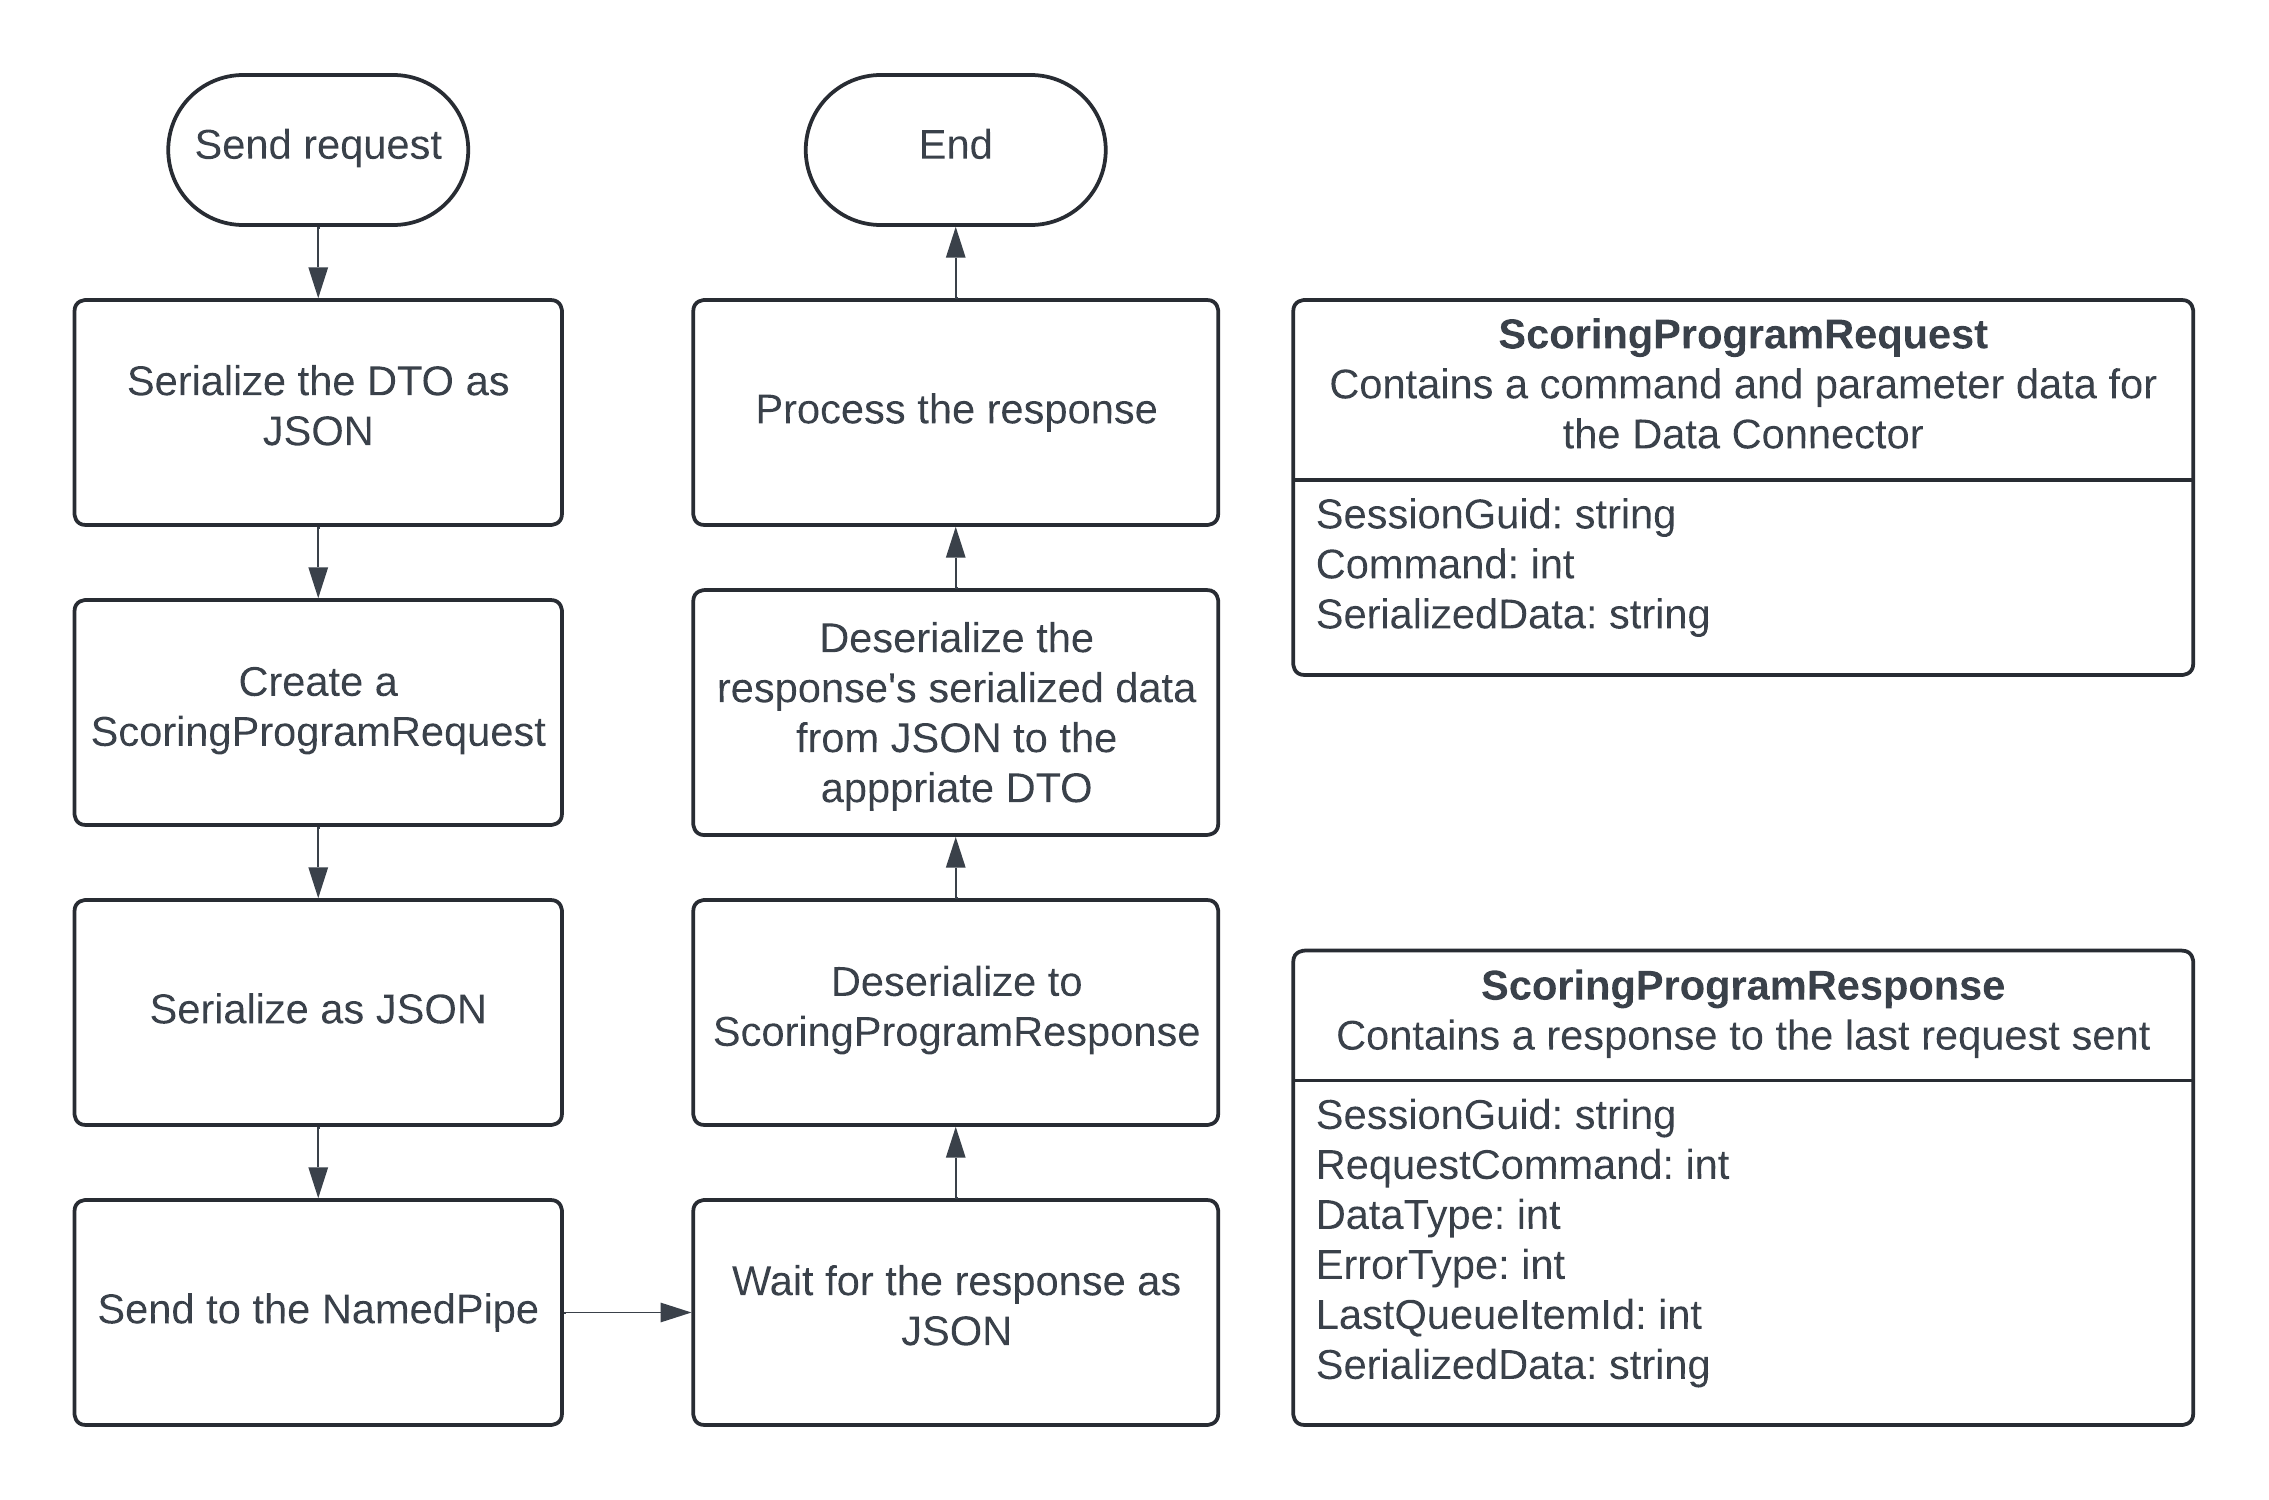 Send request
Serialize the DTO as
JSON
Create a
ScoringProgramRequest
Serialize as JSON
Send to the NamedPipe
Wait for the response as
JSON
Deserialize to
ScoringProgramResponse
Deserialize the
response's serialized data
from JSON to the
apppriate DTO
Process the response
End
ScoringProgramRequest
Contains a command and parameter data for
the Data Connector
SessionGuid: string
Command: int
SerializedData: string
ScoringProgramResponse
Contains a response to the last request sent
SessionGuid: string
RequestCommand: int
DataType: int
ErrorType: int
LastQueueItemId: int
SerializedData: string